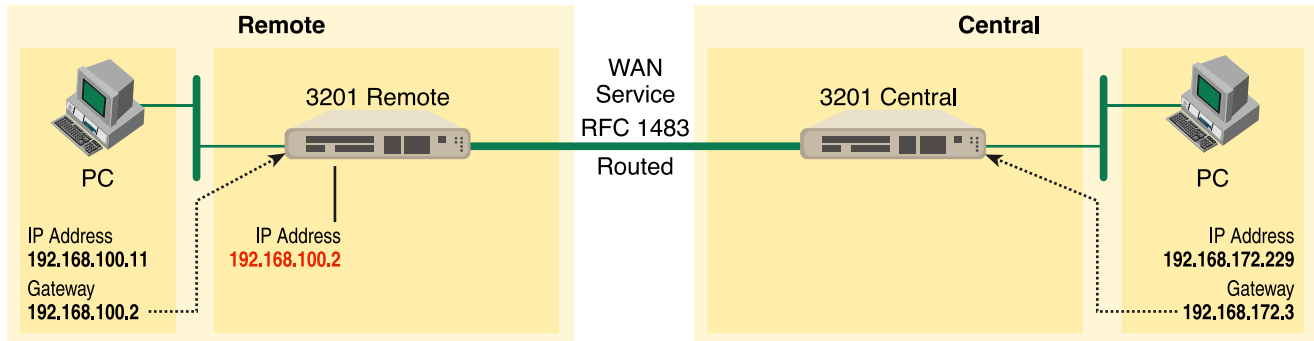 Remote
PC
IP Address
192.168.100.11
Gateway
192.168.100.2
3201 Remote
IP Address
192.168.100.2
WAN
Service
RFC 1483
Routed
Central
3201 Central
PC
IP Address
192.168.172.229
Gateway
192.168.172.3